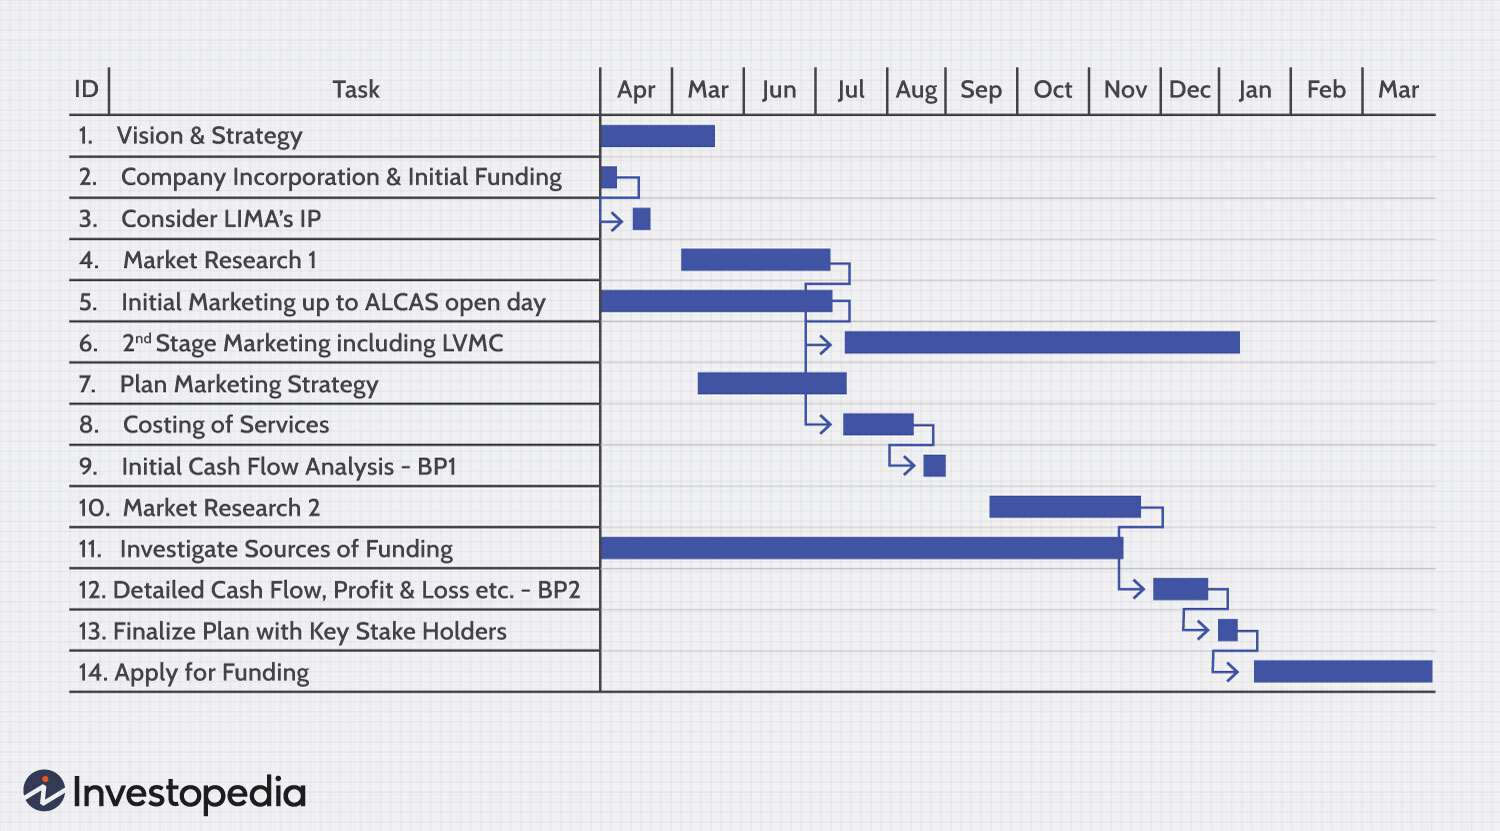 ID Task Apr Mar Jun Jul Aug Sep Oct Nov Dec Jan Feb Mar
1. Vision & Strategy
2. Company Incorporation & Initial Funding
3. Consider LIMA's IP
4. Market Research 1
5. Initial Marketing up to ALCAS open day
6. 2nd Stage Marketing including LVMC
7. Plan Marketing Strategy
8. Costing of Services
9. Initial Cash Flow Analysis - BP1
10. Market Research 2
11. Investigate Sources of Funding
12. Detailed Cash Flow, Profit & Loss etc. - BP2
13. Finalize Plan with Key Stake Holders
14. Apply for Funding
Investopedia